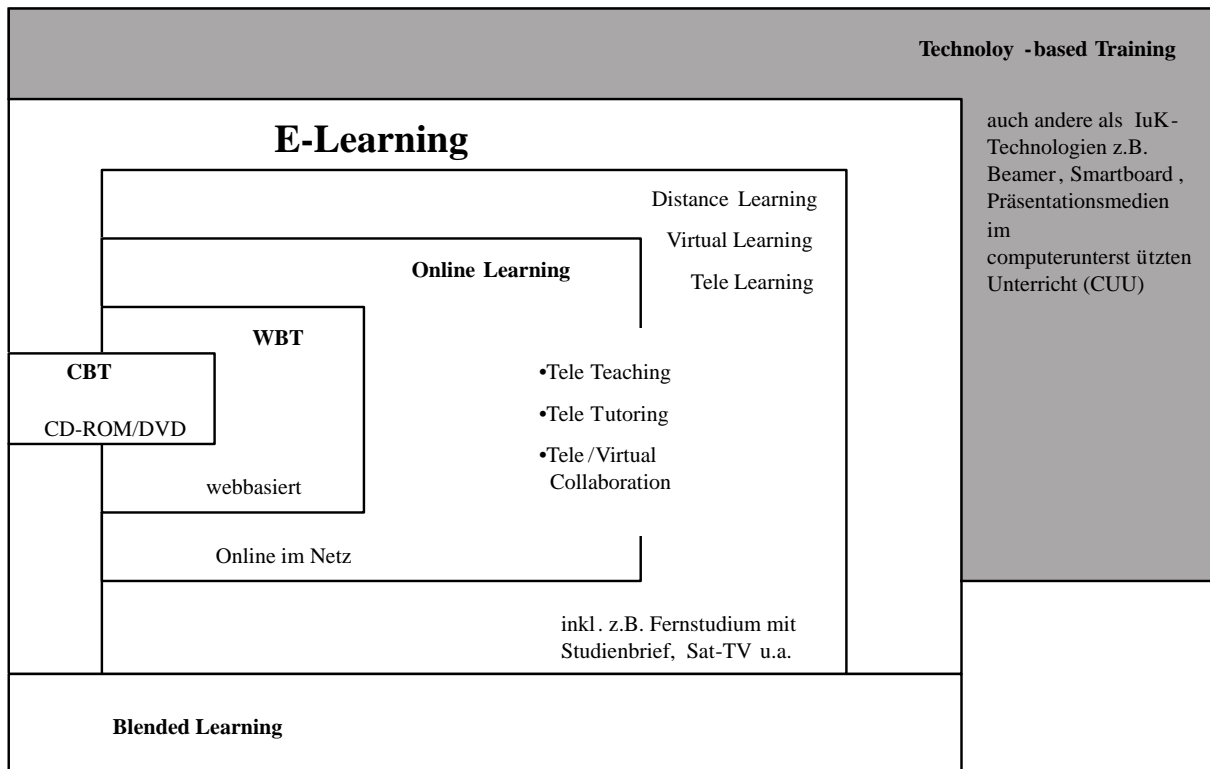 Technoloy -based Training
auch andere als IuK-
Technologien z.B.
Beamer, Smartboard,
Präsentationsmedien
im
computerunterst ützten
Unterricht (CUU)
E-Learning
Distance Learning
Virtual Learning
Tele Learning
Online Learning
WBT
CBT
CD-ROM/DVD
webbasiert
•Tele Teaching
•Tele Tutoring
•Tele/Virtual
Collaboration
Online im Netz
inkl. z.B. Fernstudium mit
Studienbrief, Sat-TV u.a.
Blended Learning